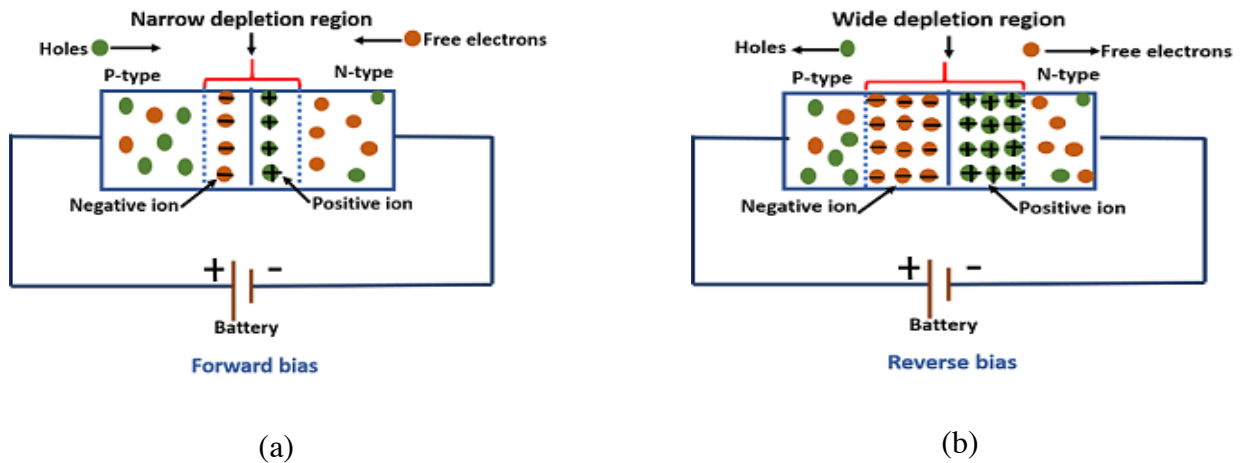 Narrow depletion region
Holes
Free electrons
P-type
N-type
Negative ion
Positive ion
+ -
Battery
Forward bias
(a)
Wide depletion region
Holes
Free electrons
P-type
N-type
Negative ion
Positive ion
+ -
Battery
Reverse bias
(b)